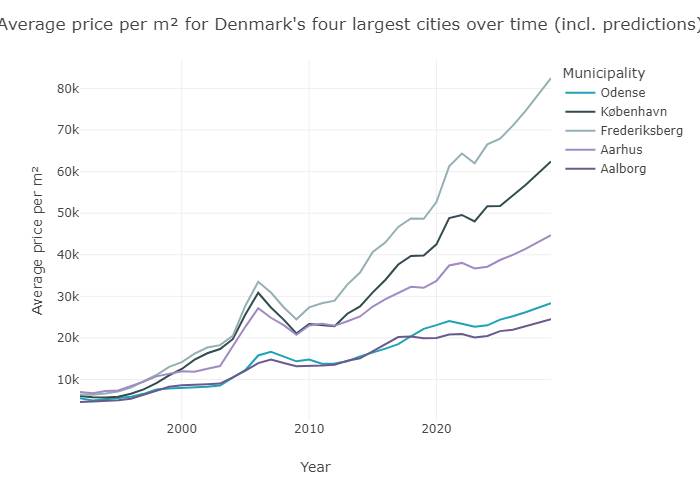 Average price per m² for Denmark's four largest cities over time (incl. predictions)
Municipality
Odense
København
Frederiksberg
Aarhus
Aalborg
Average price per m²
80k
70k
60k
50k
40k
30k
20k
10k
2000
2010
2020
Year